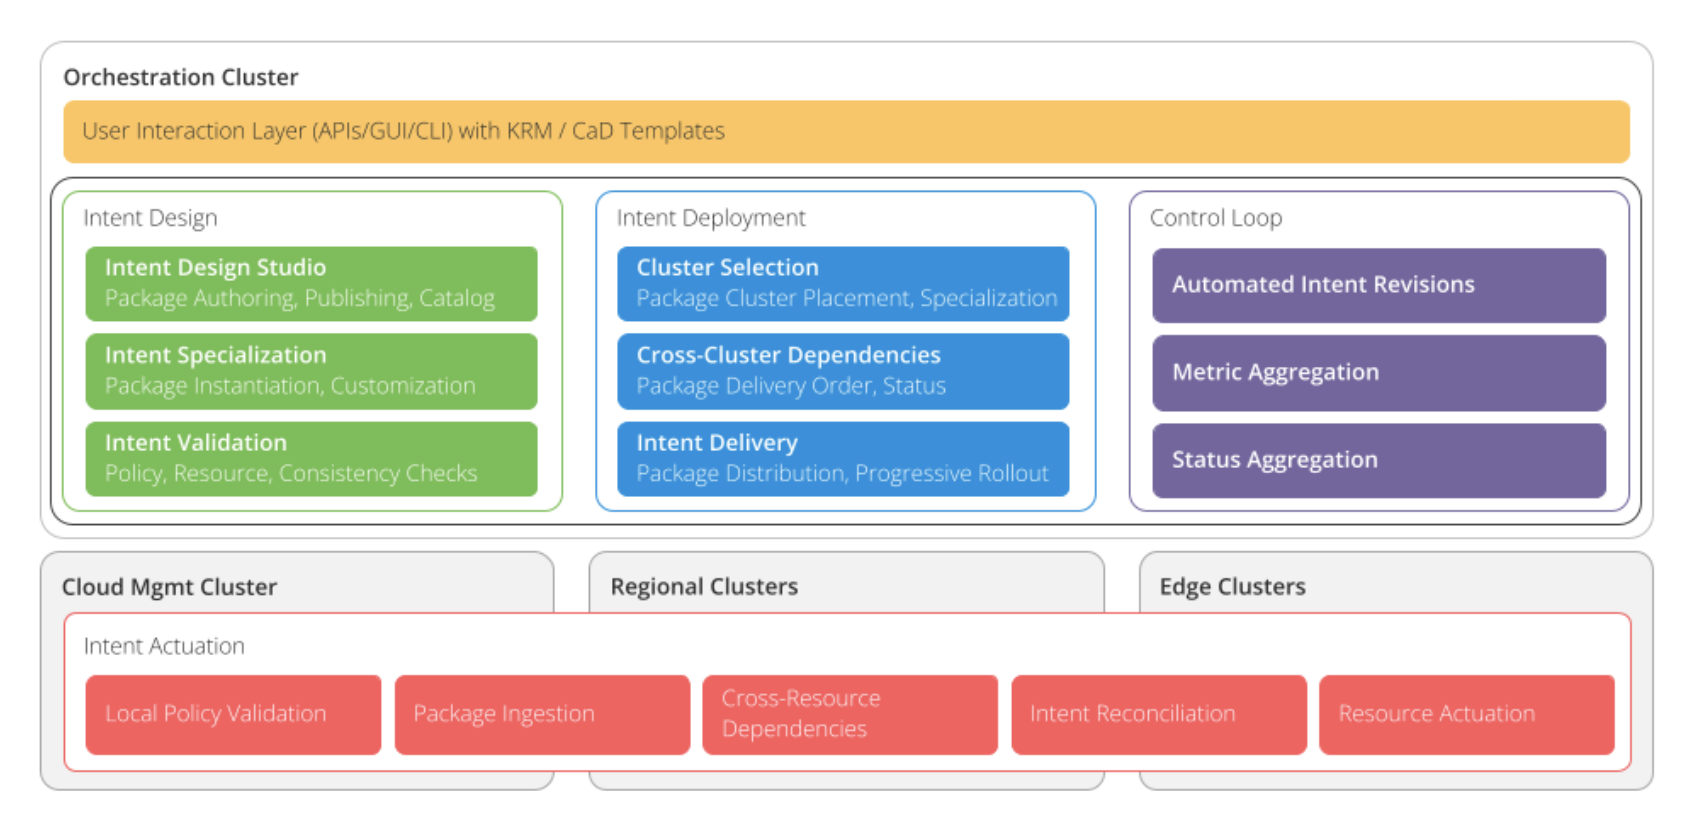 Orchestration Cluster
User Interaction Layer (APIs/GUI/CLI) with KRM / CaD Templates
Intent Design
Intent Design Studio
Package Authoring, Publishing, Catalog
Intent Specialization
Package Instantiation, Customization
Intent Validation
Policy, Resource, Consistency Checks
Intent Deployment
Cluster Selection
Package Cluster Placement, Specialization
Cross-Cluster Dependencies
Package Delivery Order, Status
Intent Delivery
Package Distribution, Progressive Rollout
Control Loop
Automated Intent Revisions
Metric Aggregation
Status Aggregation
Cloud Mgmt Cluster
Regional Clusters
Edge Clusters
Intent Actuation
Local Policy Validation
Package Ingestion
Cross-Resource
Dependencies
Intent Reconciliation
Resource Actuation